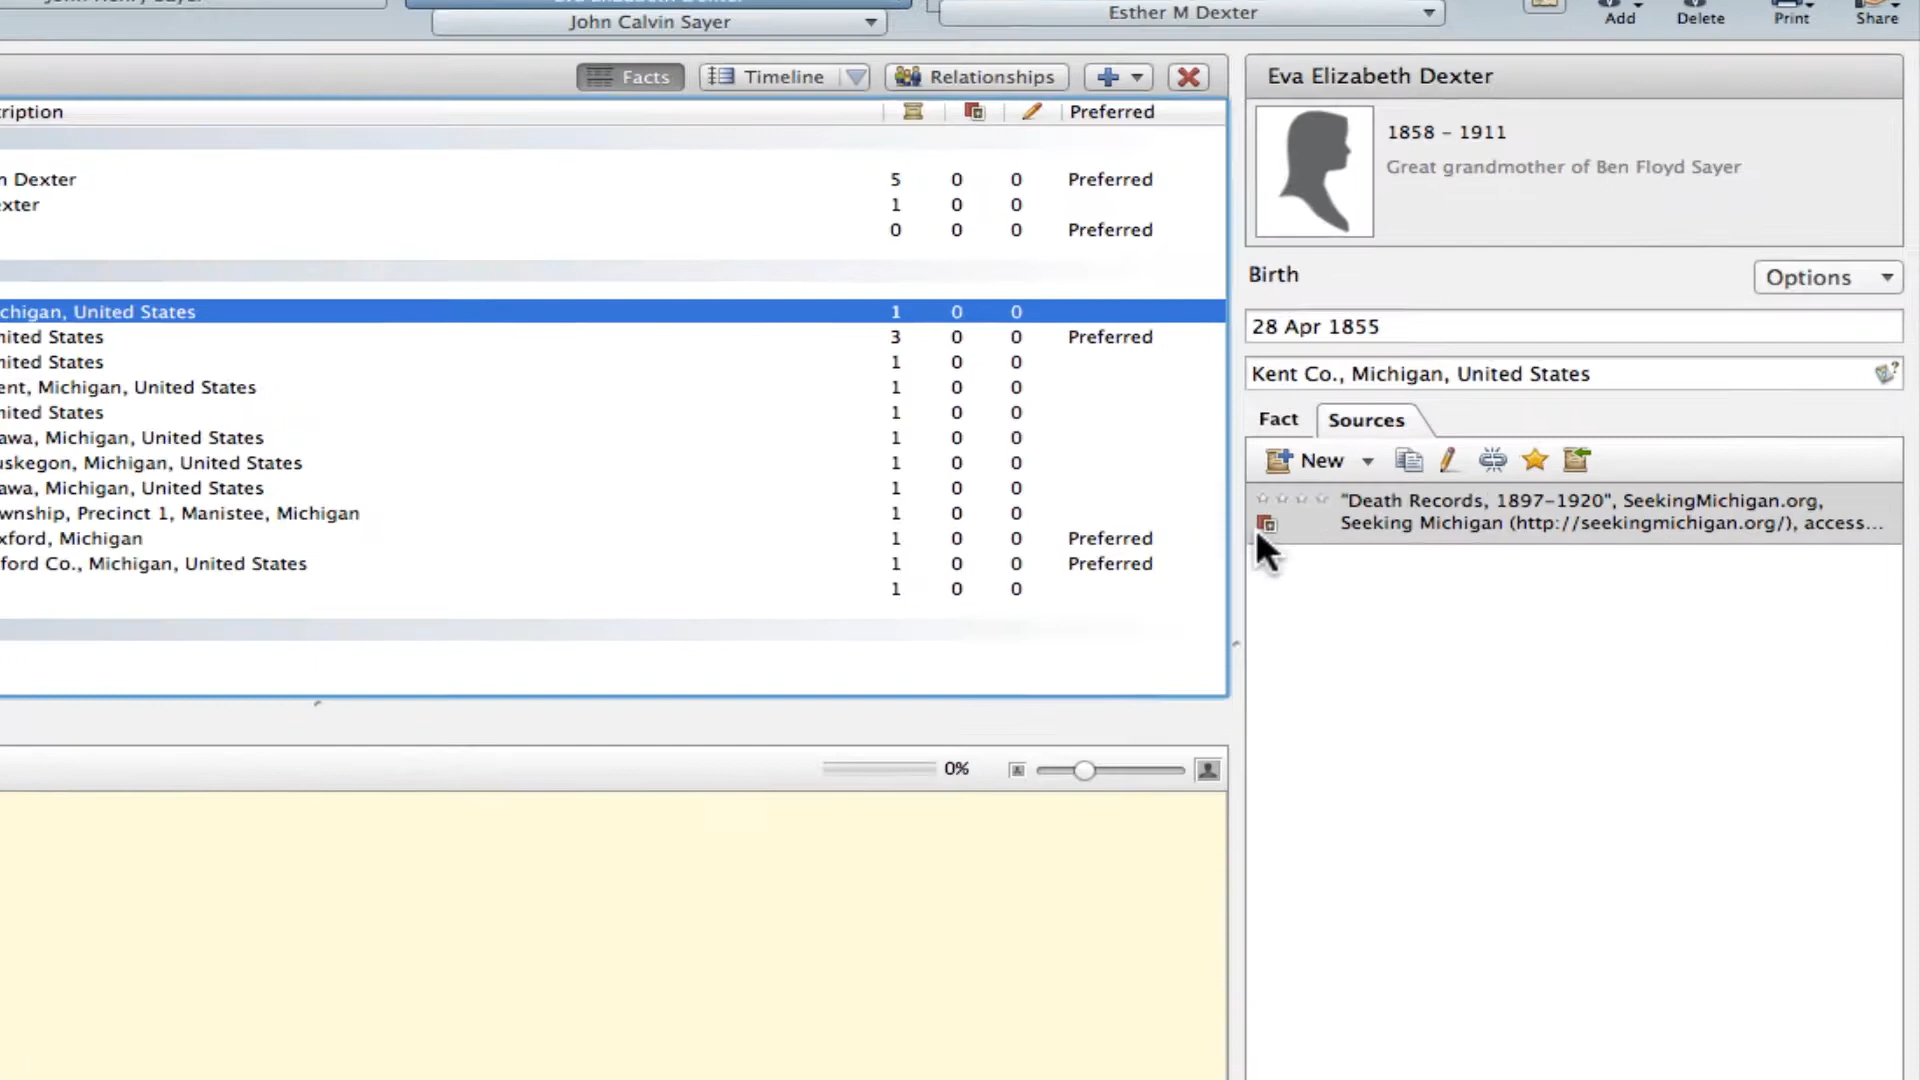 John Calvin Sayer
Esther M Dexter
Add
Delete
Print
Share
Facts
Timeline
Relationships
Eva Elizabeth Dexter
ription
Preferred
1858 – 1911
Great grandmother of Ben Floyd Sayer
n Dexter 5 0 0 Preferred
exter 1 0 0
0 0 0 Preferred
Birth
Options
chigan, United States 1 0 0
28 Apr 1855
nited States 3 0 0 Preferred
nited States 1 0 0
Kent Co., Michigan, United States
ent, Michigan, United States 1 0 0
nited States 1 0 0
Fact
Sources
awa, Michigan, United States 1 0 0
uskegon, Michigan, United States 1 0 0
New
awa, Michigan, United States 1 0 0
"Death Records, 1897–1920", SeekingMichigan.org,
Seeking Michigan (http://seekingmichigan.org/), access...
wnship, Precinct 1, Manistee, Michigan 1 0 0
xford, Michigan 1 0 0 Preferred
ford Co., Michigan, United States 1 0 0 Preferred
1 0 0
0%